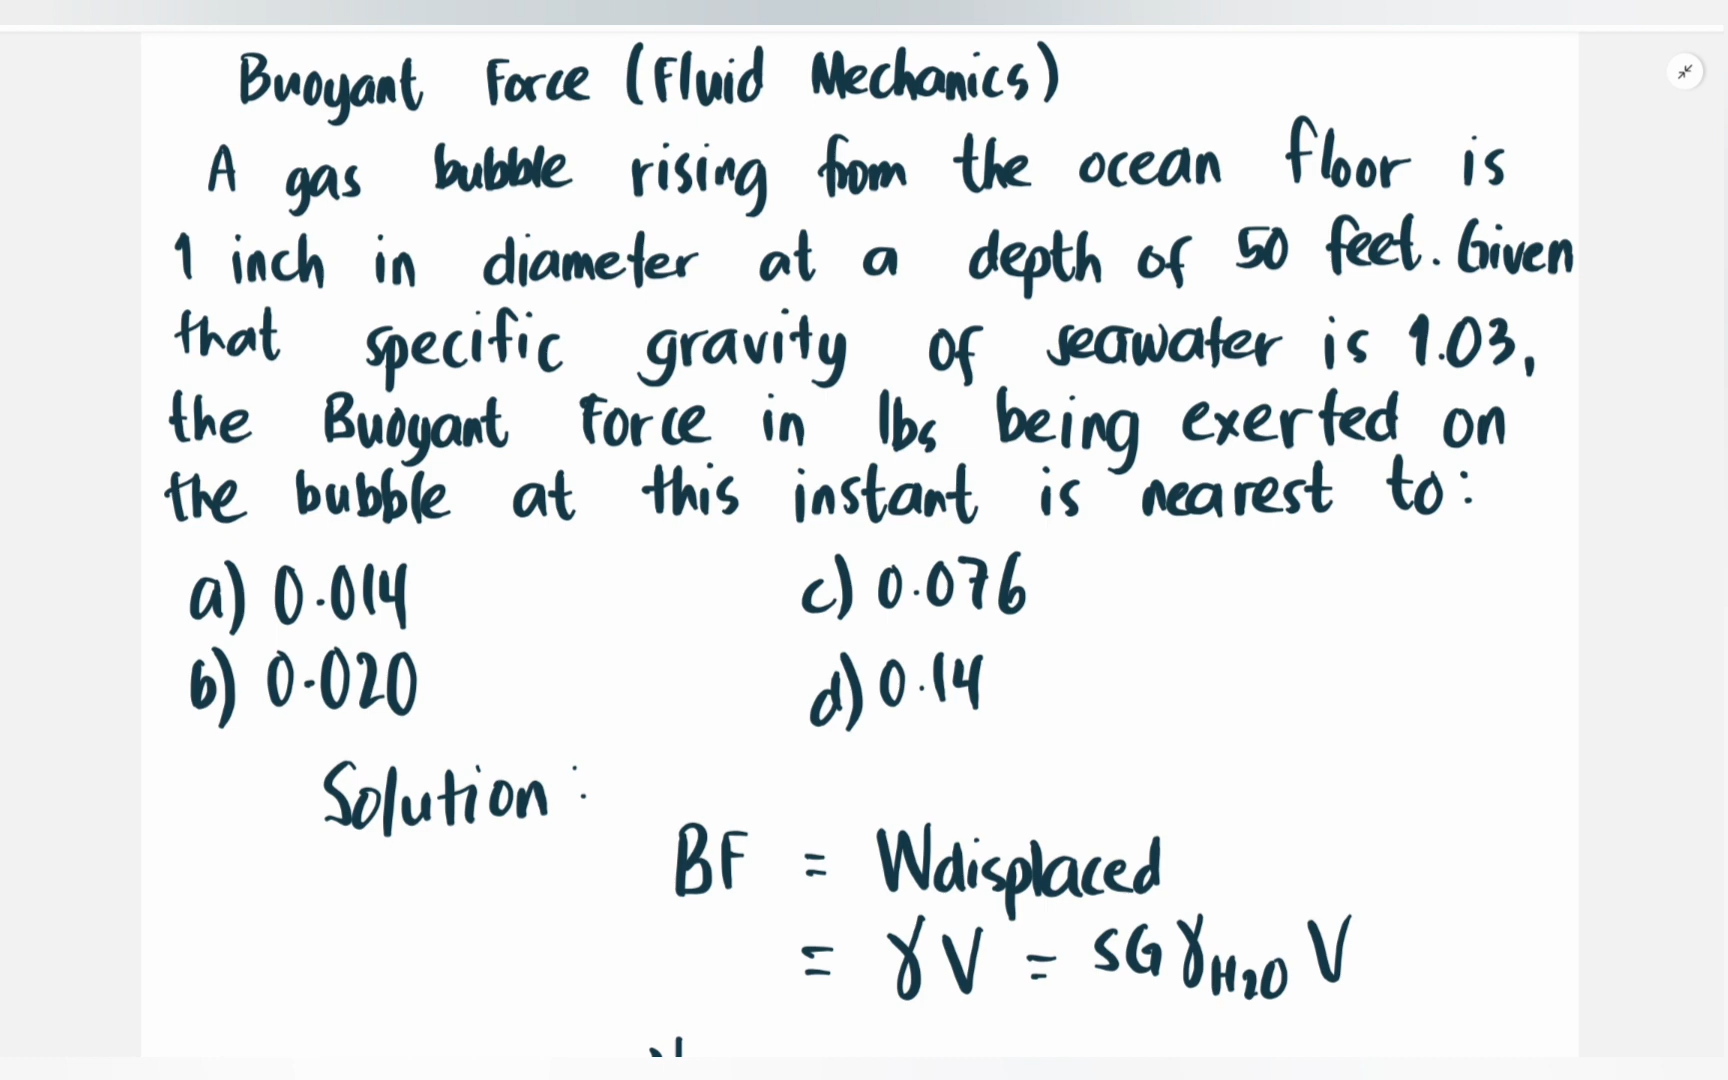 Buoyant Force (Fluid Mechanics)
A gas bubble rising from the ocean floor is
1 inch in diameter at a depth of 50 feet. Given
that specific gravity of seawater is 1.03,
the Buoyant Force in lbs being exerted on
the bubble at this instant is nearest to:
a) 0.014 c) 0.076
b) 0.020 d) 0.14
Solution:
BF = Wdisplaced
= γV = SG γH2O V